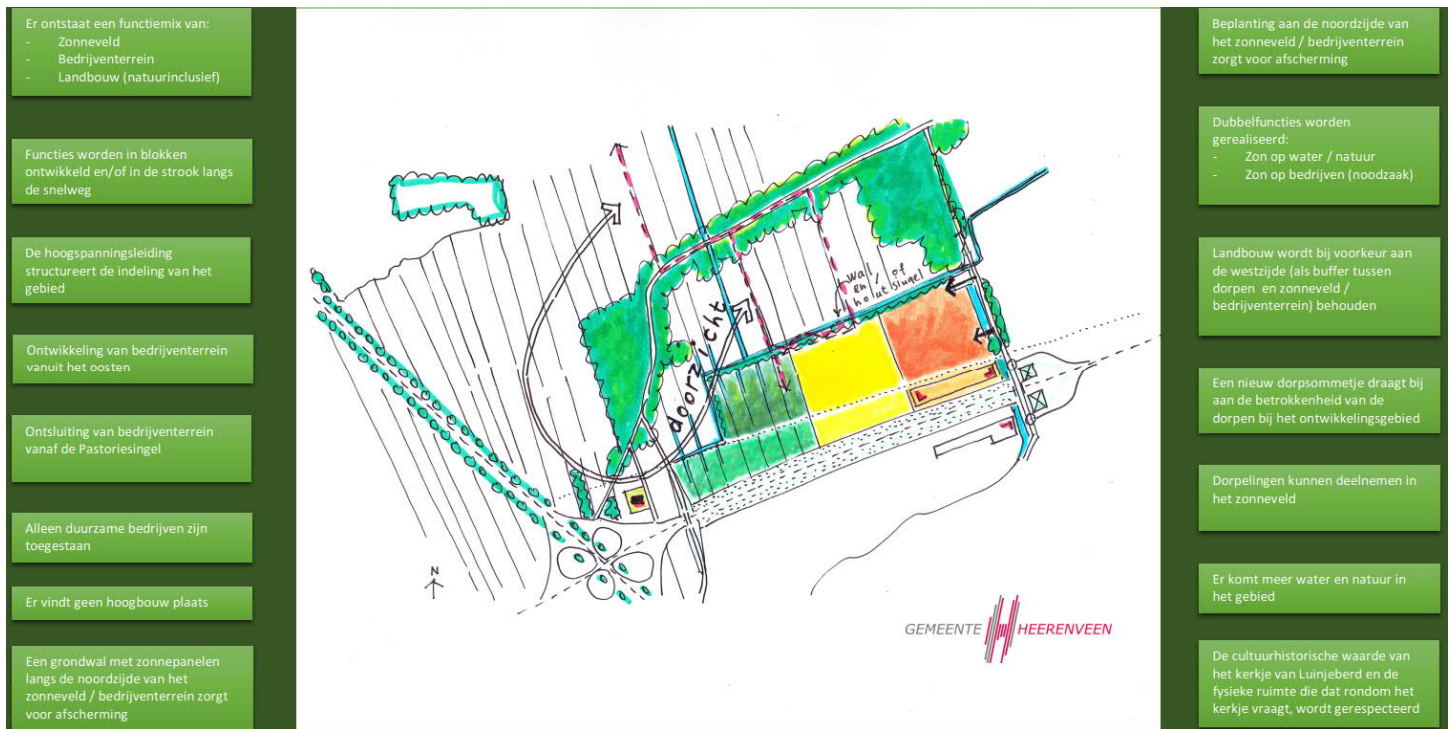 Er ontstaat een functiemix van:
- Zonneveld
- Bedrijventerrein
- Landbouw (natuurinclusief)
Functies worden in blokken
ontwikkeld en/of in de strook langs
de snelweg
De hoogspanningsleiding
structureert de indeling van het
gebied
Ontwikkeling van bedrijventerrein
vanuit het oosten
Ontsluiting van bedrijventerrein
vanaf de Pastoriesingel
Alleen duurzame bedrijven zijn
toegestaan
Er vindt geen hoogbouw plaats
Een grondwal met zonnepanelen
langs de noordzijde van het
zonneveld / bedrijventerrein zorgt
voor afscherming
doorzicht
wal
en / of
houtsingel
N
GEMEENTE HEERENVEEN
Beplanting aan de noordzijde van
het zonneveld / bedrijventerrein
zorgt voor afscherming
Dubbelfuncties worden
gerealiseerd:
- Zon op water / natuur
- Zon op bedrijven (noodzaak)
Landbouw wordt bij voorkeur aan
de westzijde (als buffer tussen
dorpen en zonneveld /
bedrijventerrein) behouden
Een nieuw dorpsommetje draagt bij
aan de betrokkenheid van de
dorpen bij het ontwikkelingsgebied
Dorpelingen kunnen deelnemen in
het zonneveld
Er komt meer water en natuur in
het gebied
De cultuurhistorische waarde van
het kerkje van Luinjeberd en de
fysieke ruimte die dat rondom het
kerkje vraagt, wordt gerespecteerd